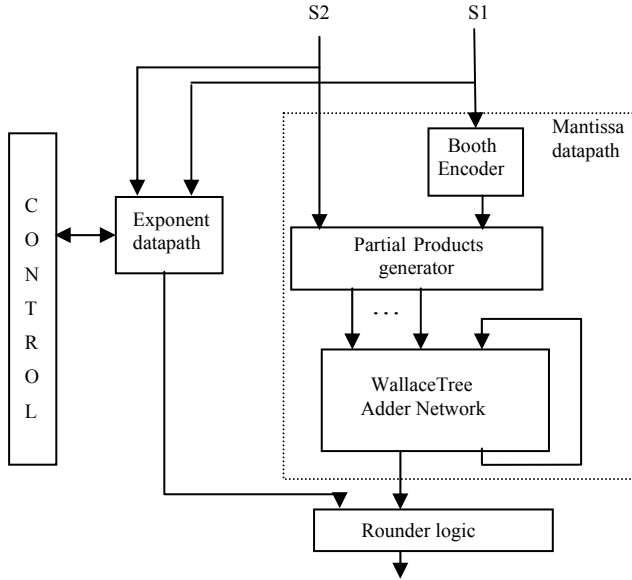 S2
S1
Mantissa
datapath
Booth
Encoder
C
O
N
T
R
O
L
Exponent
datapath
Partial Products
generator
...
WallaceTree
Adder Network
Rounder logic